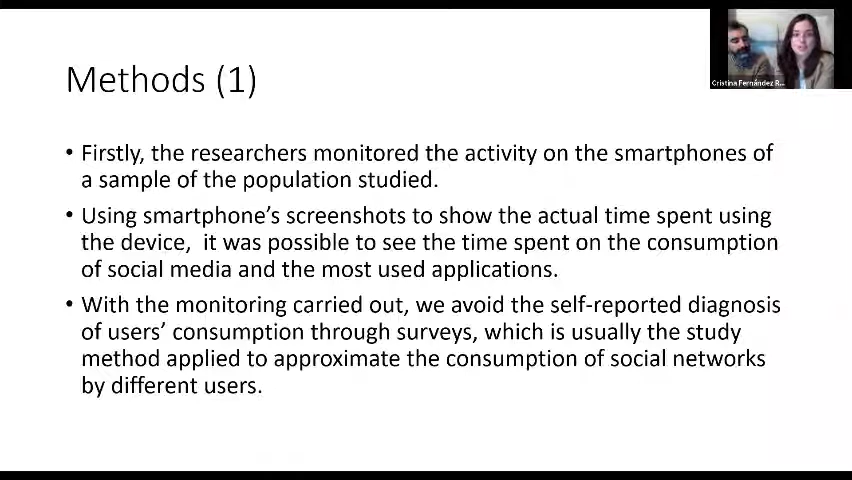 Methods (1)
Cristina Fernández R...
• Firstly, the researchers monitored the activity on the smartphones of
a sample of the population studied.
• Using smartphone’s screenshots to show the actual time spent using
the device,  it was possible to see the time spent on the consumption
of social media and the most used applications.
• With the monitoring carried out, we avoid the self-reported diagnosis
of users’ consumption through surveys, which is usually the study
method applied to approximate the consumption of social networks
by different users.